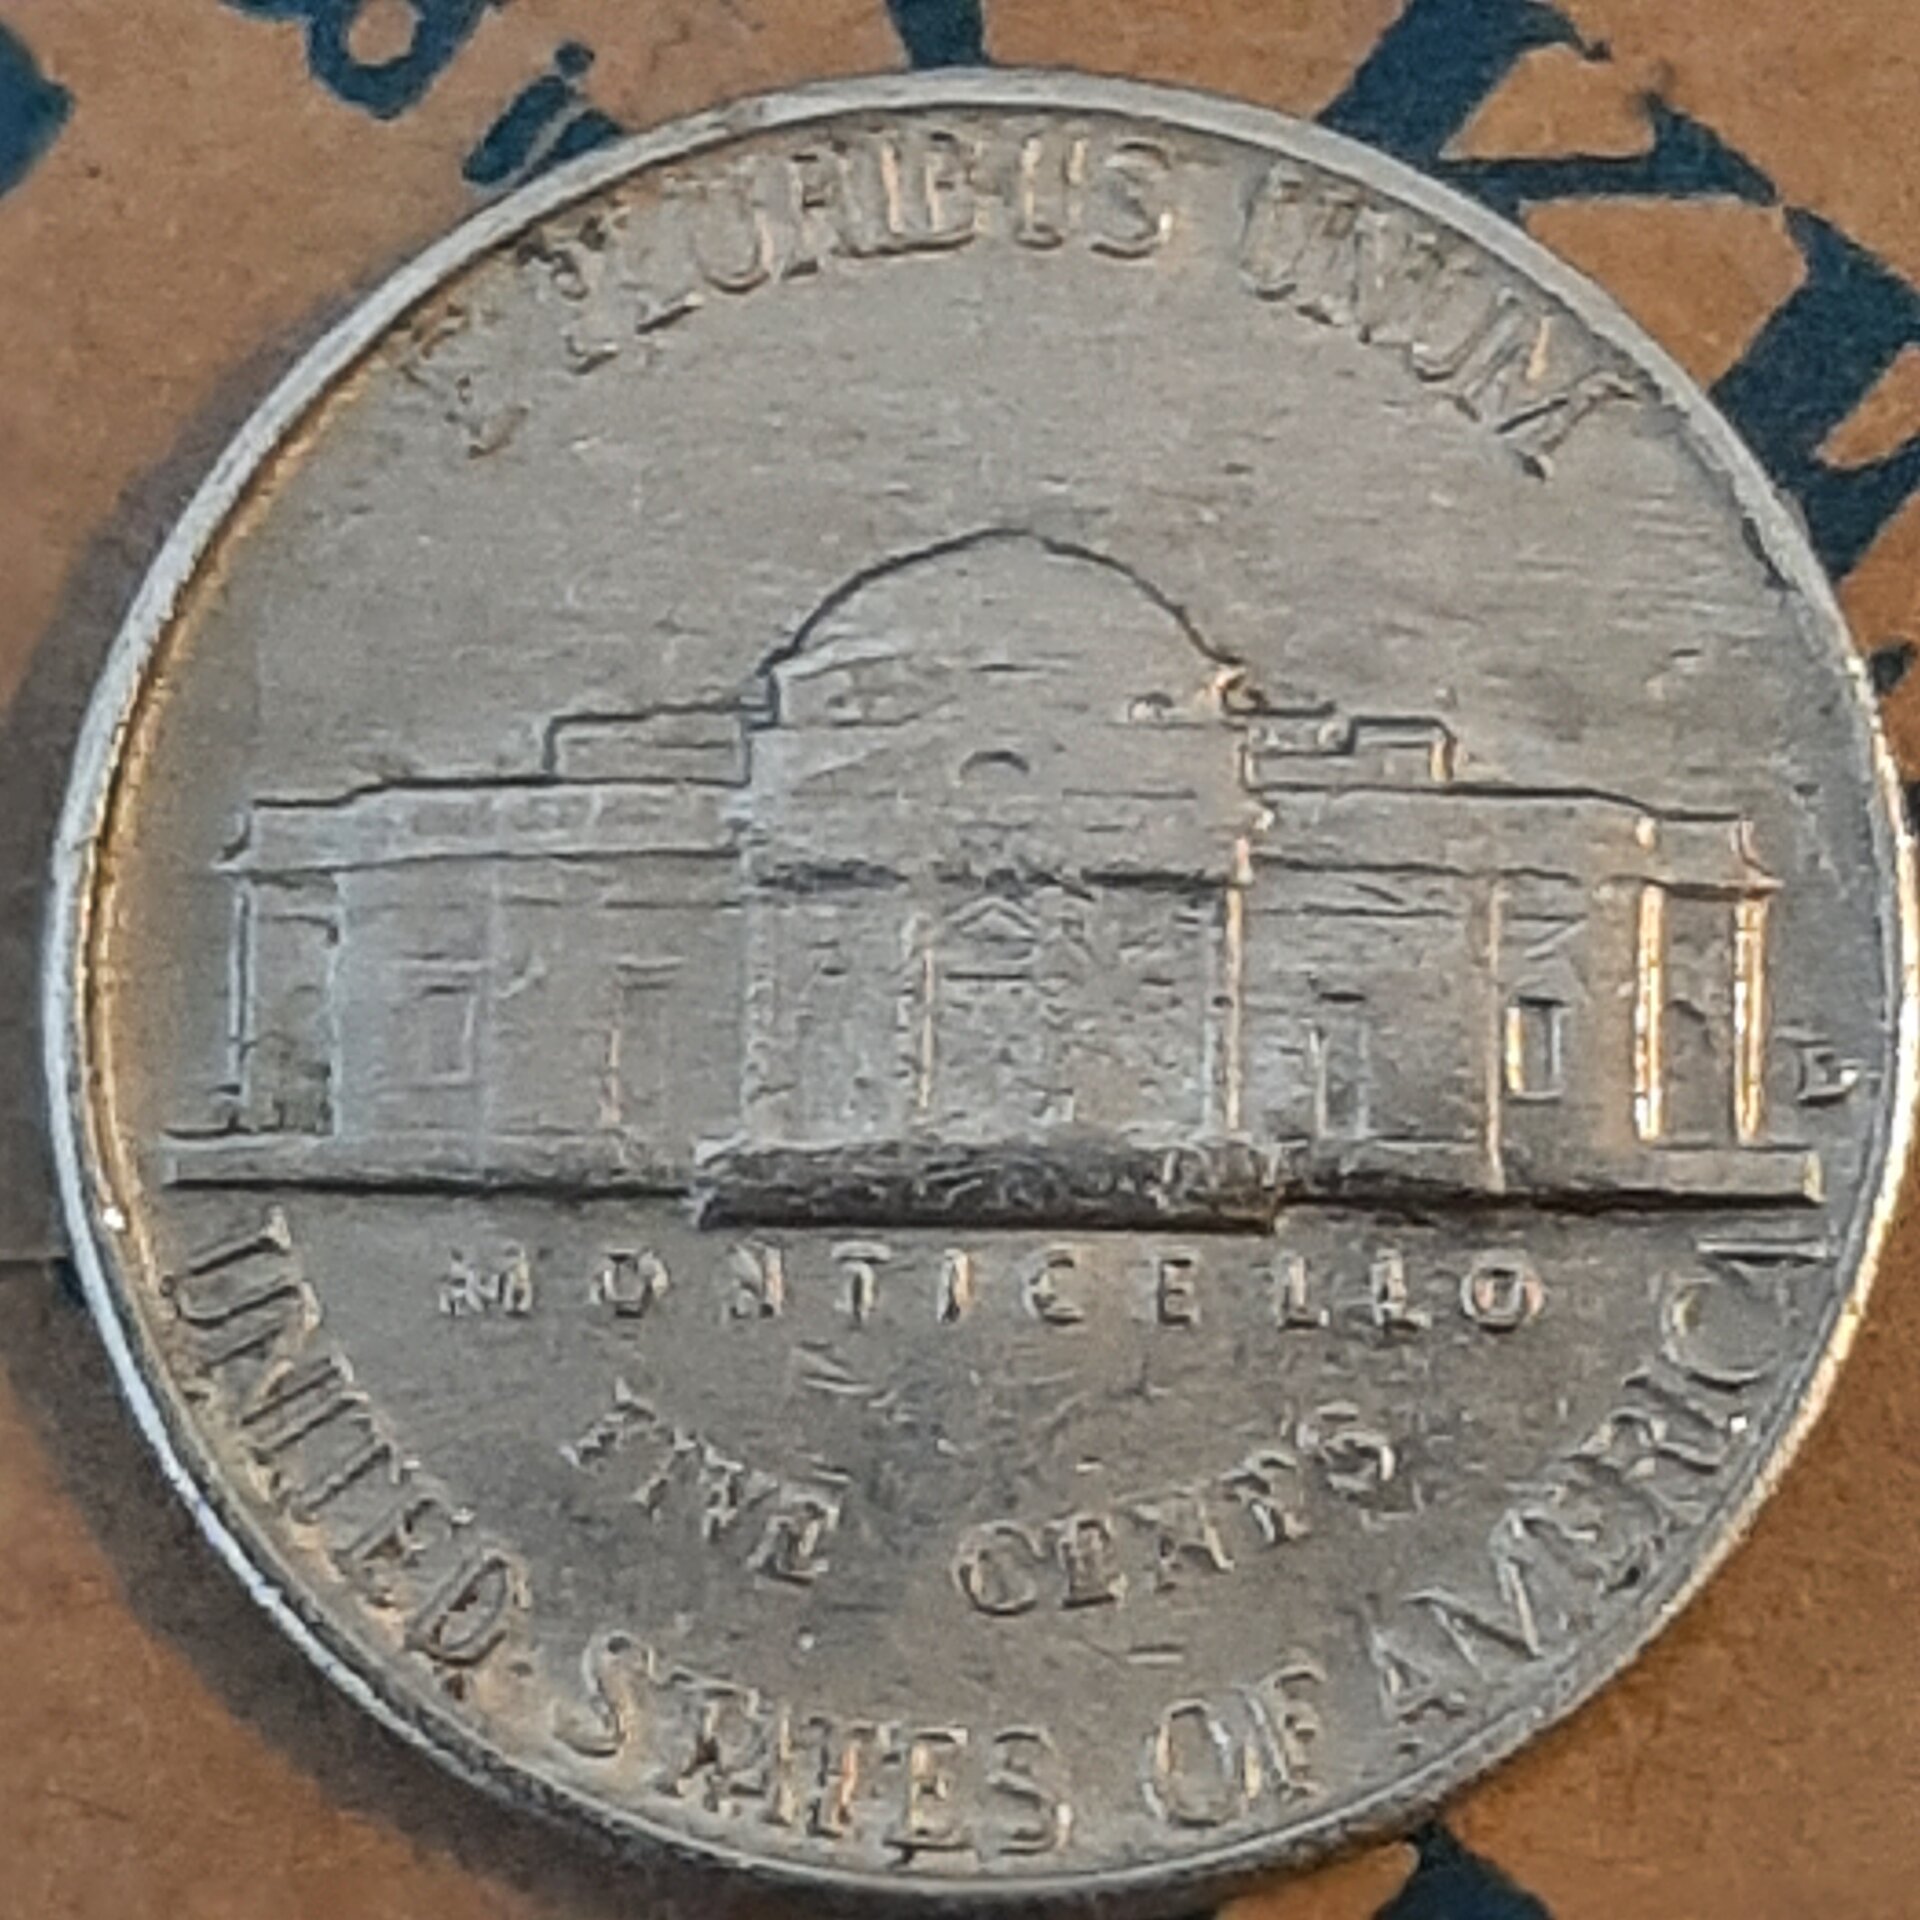 E PLURIBUS UNUM
D
MONTICELLO
FIVE CENTS
UNITED STATES OF AMERICA